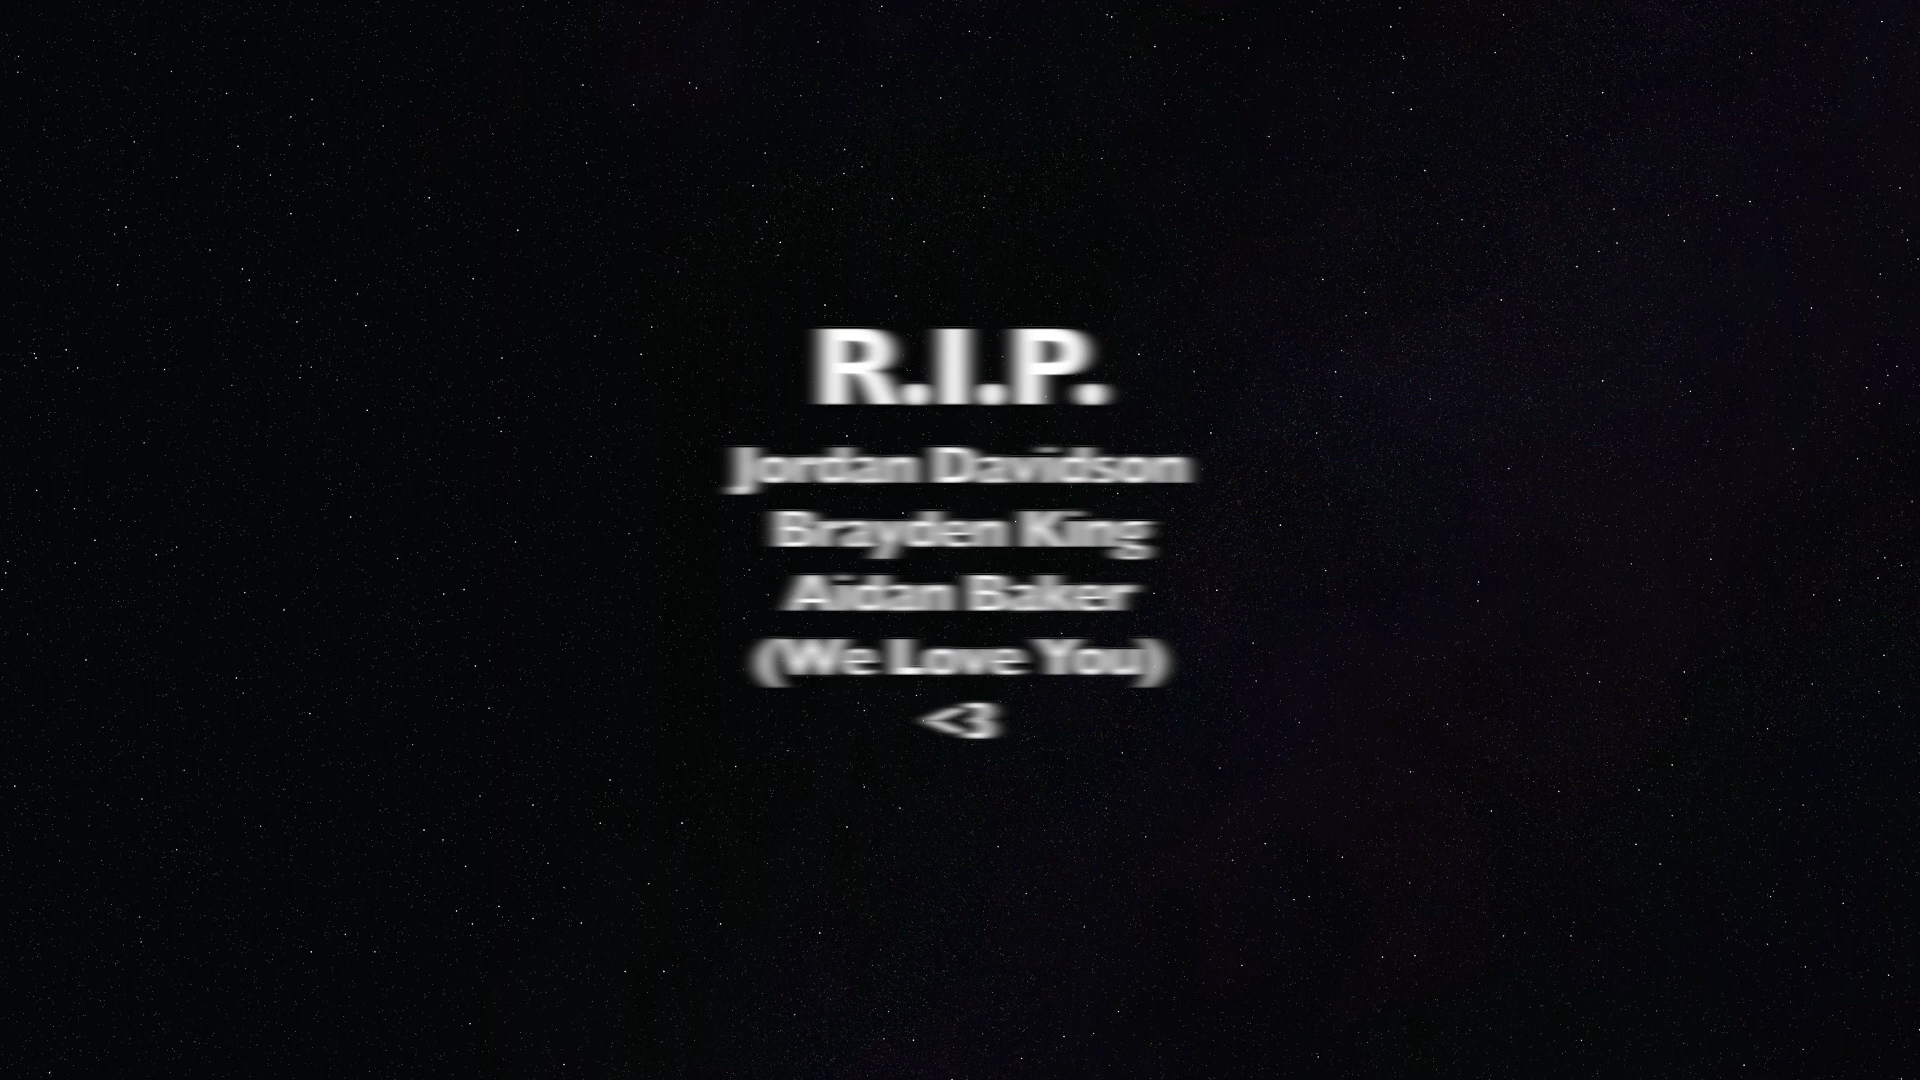 R.I.P.
Jordan Davidson
Brayden King
Aidan Baker
(We Love You)
<3